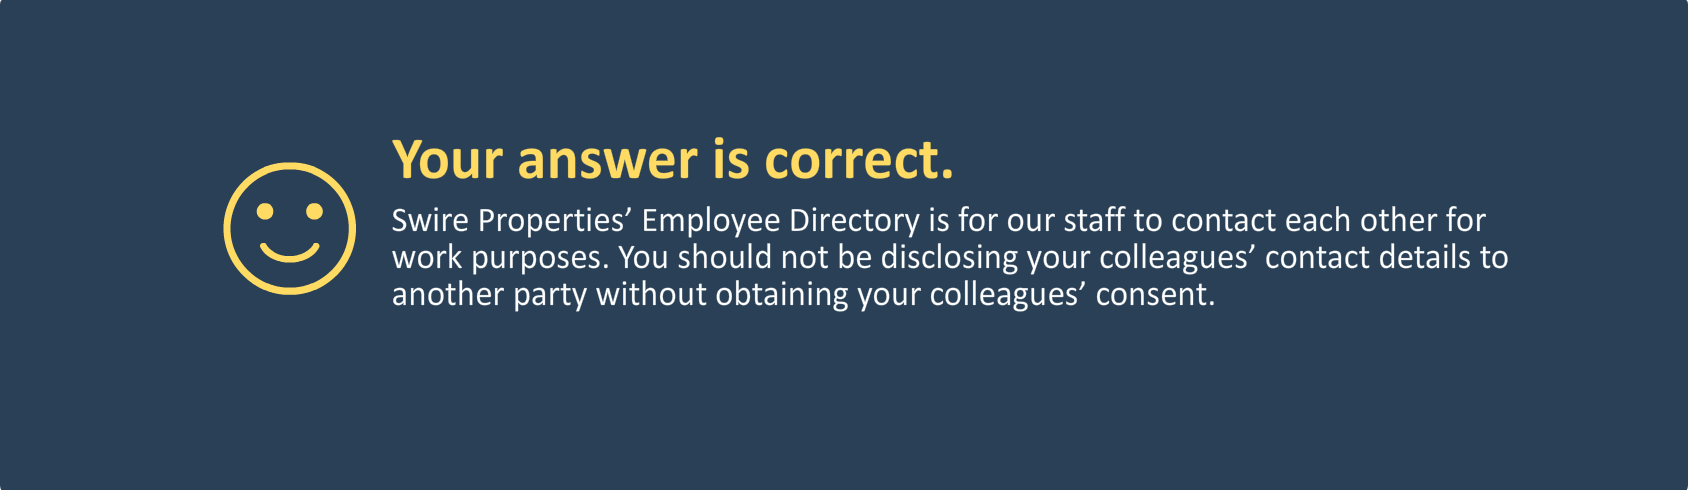 Your answer is correct.
Swire Properties’ Employee Directory is for our staff to contact each other for
work purposes. You should not be disclosing your colleagues’ contact details to
another party without obtaining your colleagues’ consent.